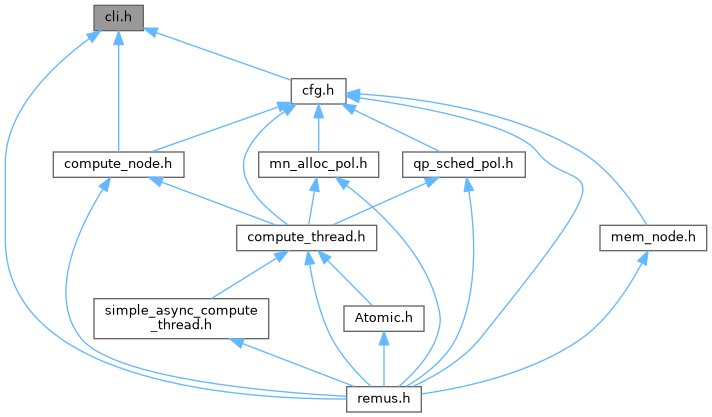 cli.h
cfg.h
compute_node.h
mn_alloc_pol.h
qp_sched_pol.h
compute_thread.h
mem_node.h
simple_async_compute
_thread.h
Atomic.h
remus.h